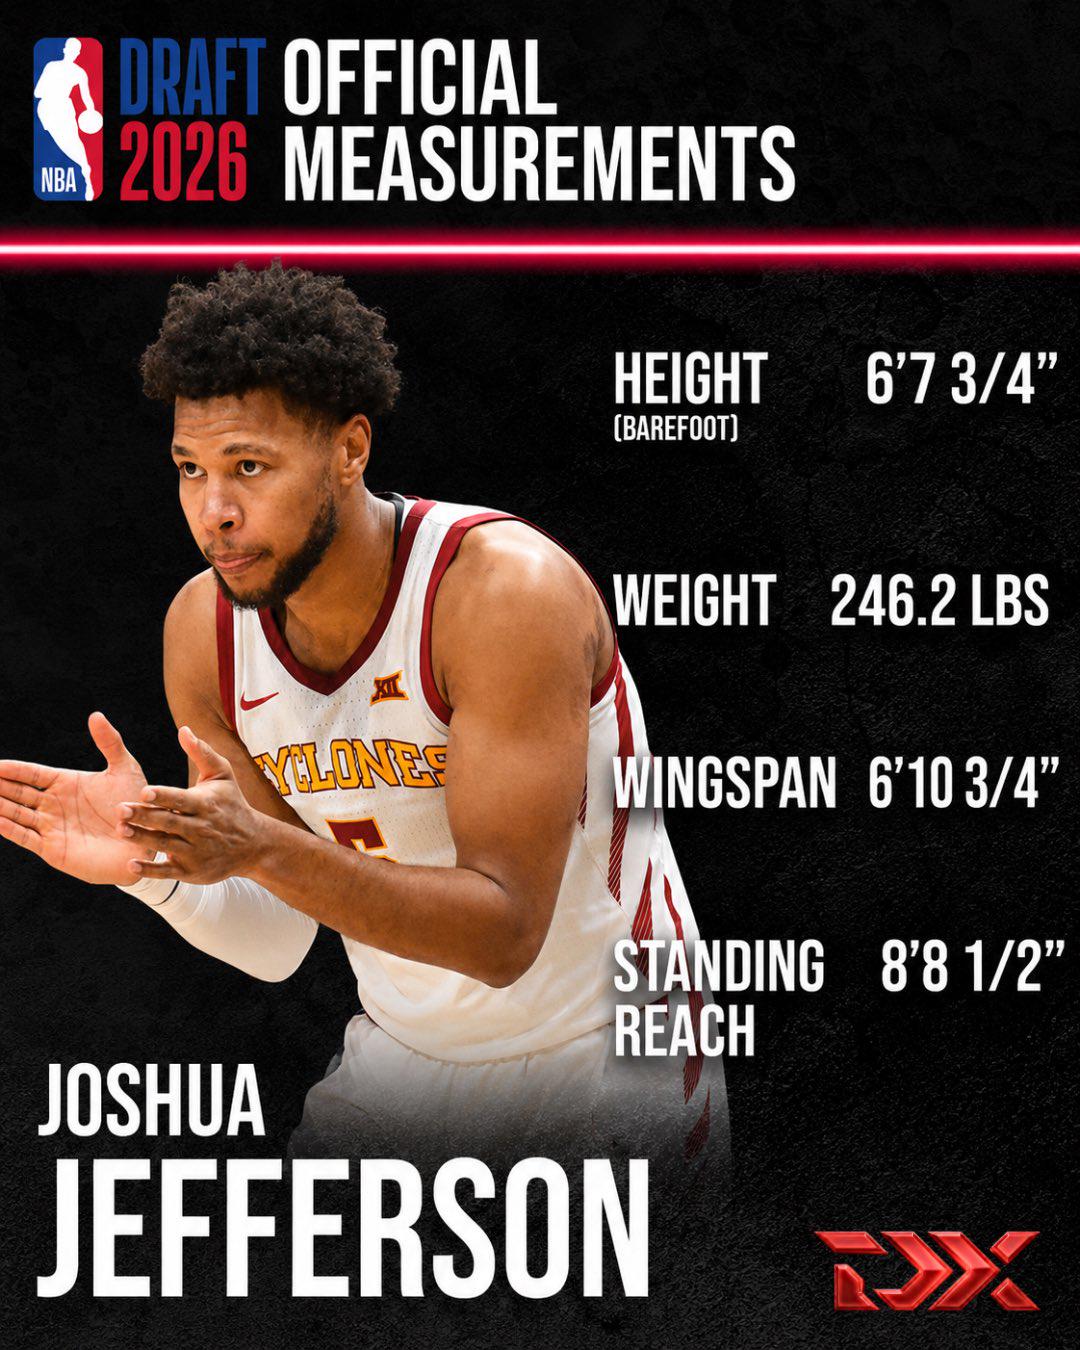 NBA
DRAFT
2026
OFFICIAL
MEASUREMENTS
HEIGHT 6’7 3/4”
(BAREFOOT)
WEIGHT 246.2 LBS
XII
CYCLONES
5
WINGSPAN 6’10 3/4”
STANDING 8’8 1/2”
REACH
JOSHUA
JEFFERSON